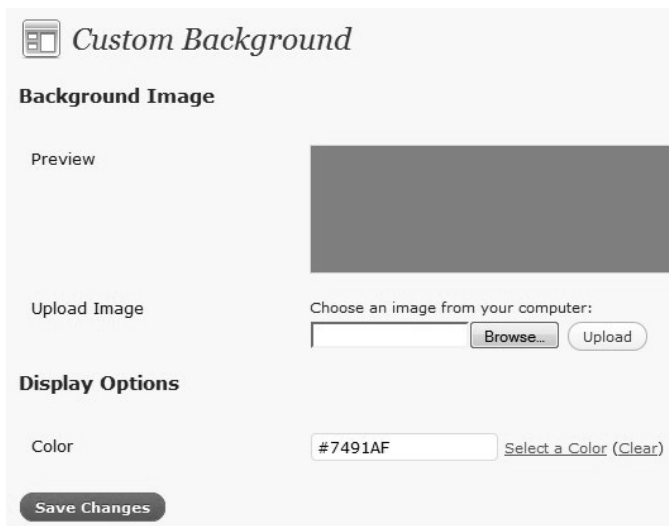 Custom Background
Background Image
Preview
Upload Image
Choose an image from your computer:
Browse...
Upload
Display Options
Color
#7491AF
Select a Color (Clear)
Save Changes